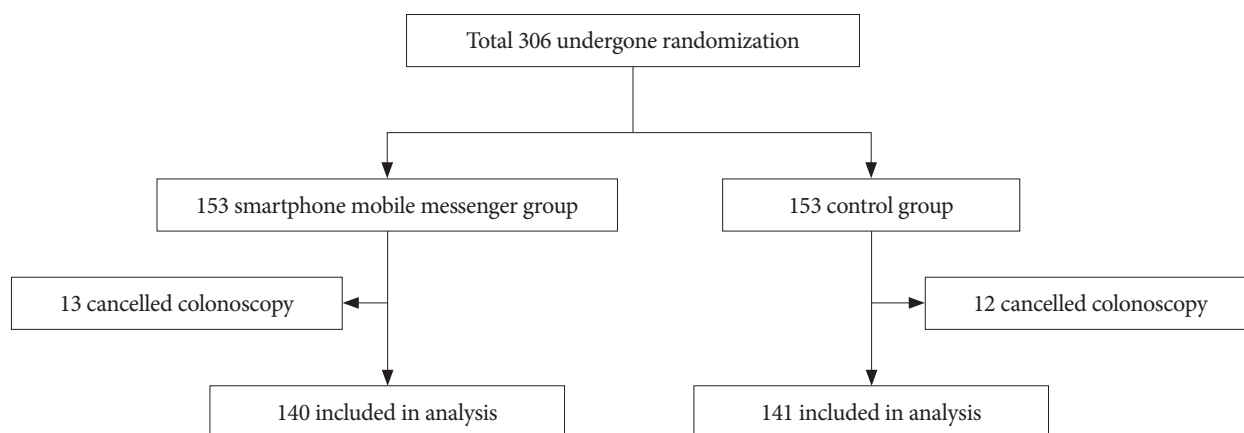 Total 306 undergone randomization
153 smartphone mobile messenger group
153 control group
13 cancelled colonoscopy
12 cancelled colonoscopy
140 included in analysis
141 included in analysis